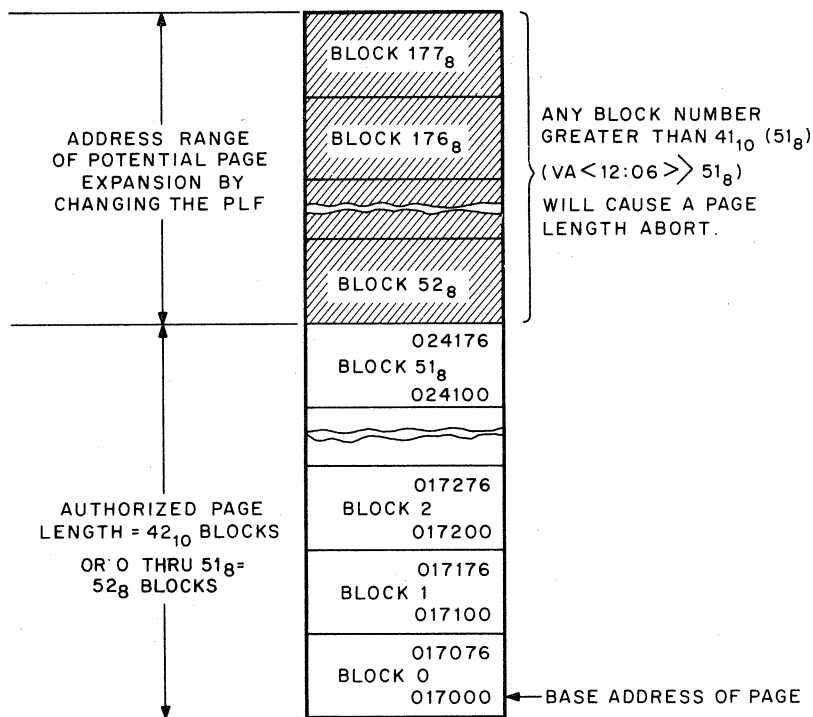 BLOCK 177₈
BLOCK 176₈
BLOCK 52₈
ADDRESS RANGE
OF POTENTIAL PAGE
EXPANSION BY
CHANGING THE PLF
ANY BLOCK NUMBER
GREATER THAN 41₁₀ (51₈)
(VA<12:06>> 51₈)
WILL CAUSE A PAGE
LENGTH ABORT.
024176
BLOCK 51₈
024100
017276
BLOCK 2
017200
017176
BLOCK 1
017100
017076
BLOCK 0
017000
AUTHORIZED PAGE
LENGTH = 42₁₀ BLOCKS
OR 0 THRU 51₈=
52₈ BLOCKS
BASE ADDRESS OF PAGE